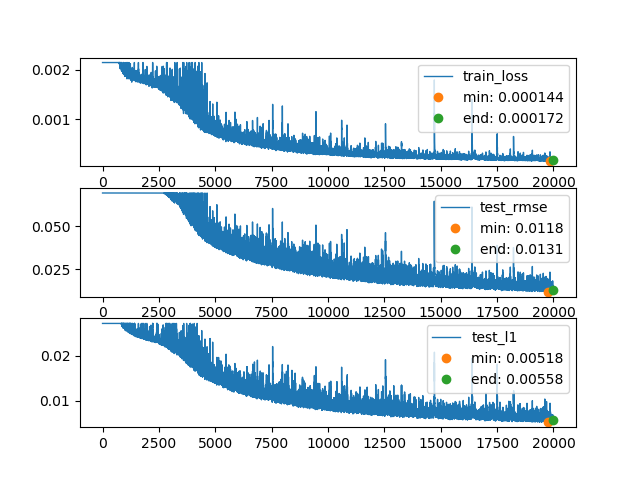 0.002
0.001
train_loss
min: 0.000144
end: 0.000172
0 2500 5000 7500 10000 12500 15000 17500 20000
0.050
0.025
test_rmse
min: 0.0118
end: 0.0131
0 2500 5000 7500 10000 12500 15000 17500 20000
0.02
0.01
test_l1
min: 0.00518
end: 0.00558
0 2500 5000 7500 10000 12500 15000 17500 20000